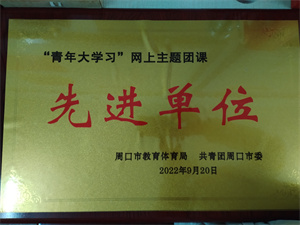 “青年大学习”网上主题团课
先进单位
周口市教育体育局 共青团周口市委
2022年9月20日